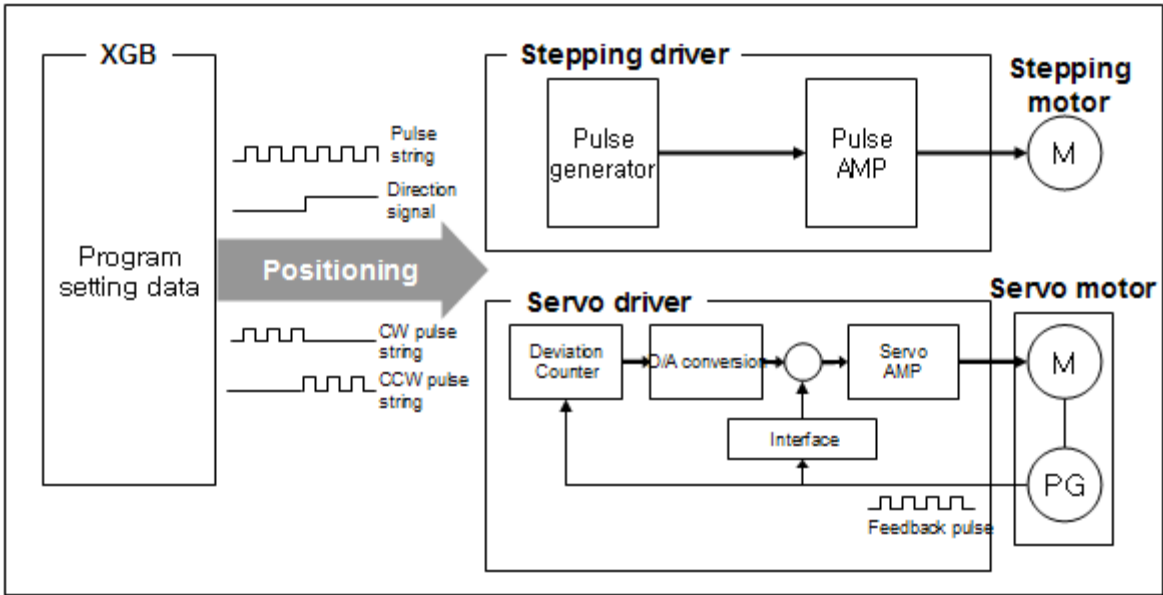 XGB
Program
setting data
Pulse
string
Direction
signal
Positioning
CW pulse
string
CCW pulse
string
Stepping driver
Pulse
generator
Pulse
AMP
Stepping
motor
M
Servo driver
Deviation
Counter
D/A conversion
Servo
AMP
Interface
Feedback pulse
Servo motor
M
PG